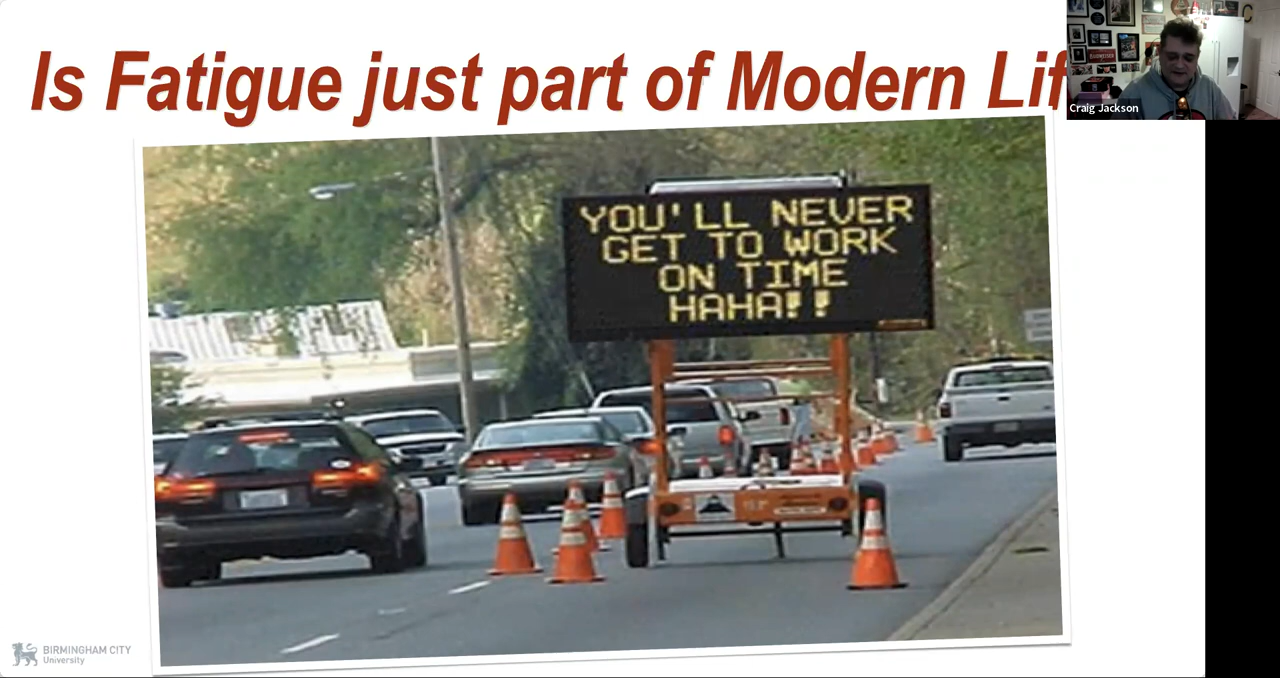 Is Fatigue just part of Modern Lif
Craig Jackson
YOU'LL NEVER
GET TO WORK
ON TIME
HAHA!!
BIRMINGHAM CITY
University